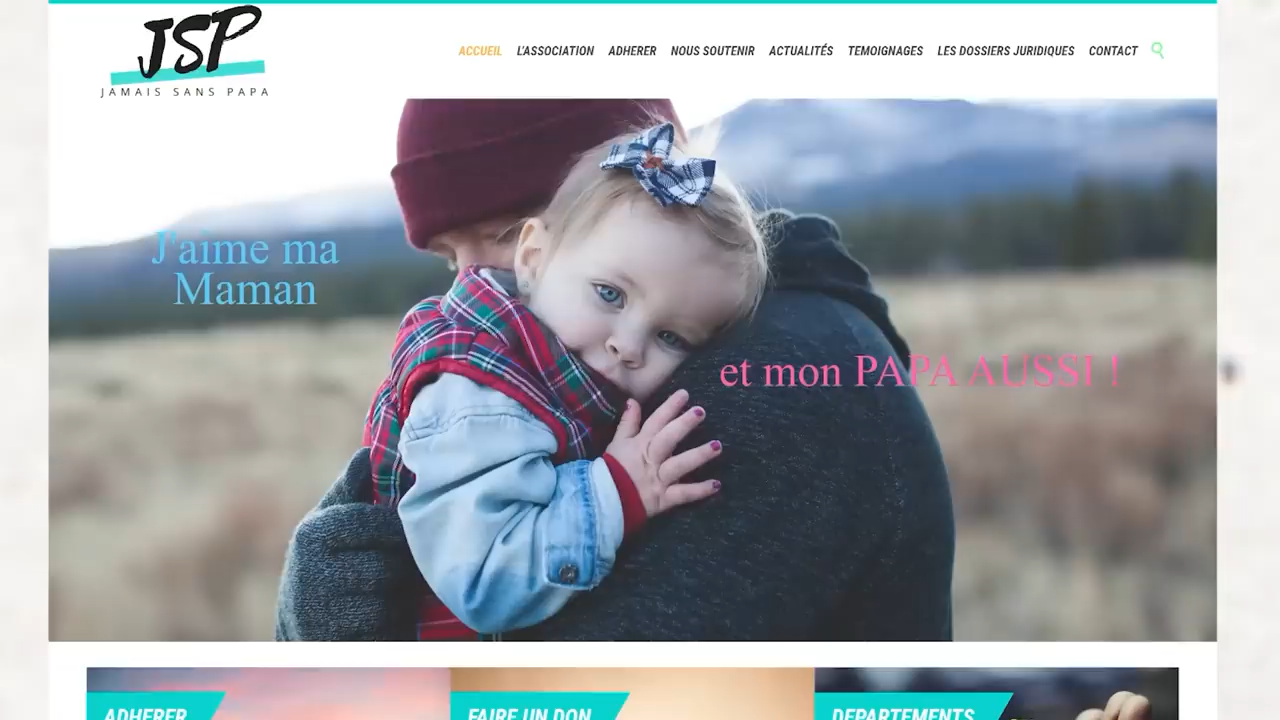 JSP
JAMAIS SANS PAPA
ACCUEIL L'ASSOCIATION ADHERER NOUS SOUTENIR ACTUALITÉS TEMOIGNAGES LES DOSSIERS JURIDIQUES CONTACT
J'aime ma
Maman
et mon PAPA AUSSI !
ADHERER FAIRE UN DON DEPARTEMENTS